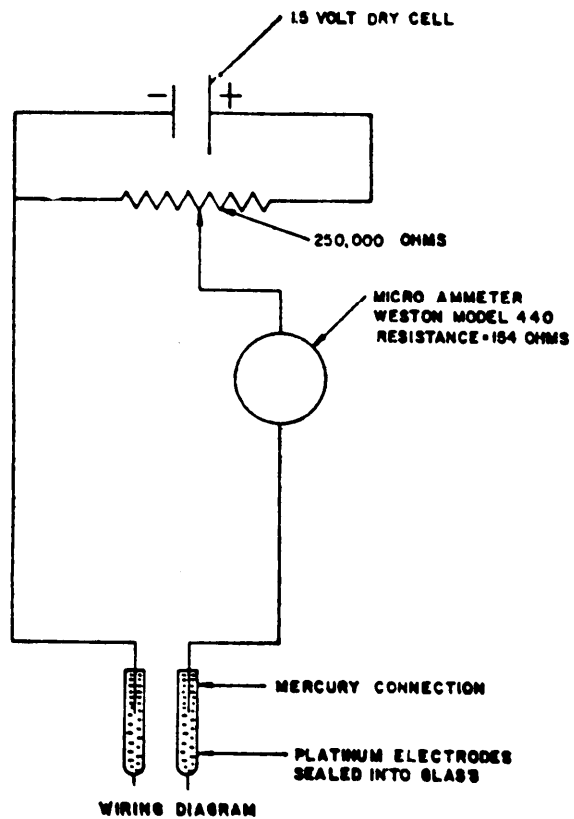 1.5 VOLT DRY CELL
− +
250,000 OHMS
MICRO AMMETER
WESTON MODEL 440
RESISTANCE=154 OHMS
MERCURY CONNECTION
PLATINUM ELECTRODES
SEALED INTO GLASS
WIRING DIAGRAM